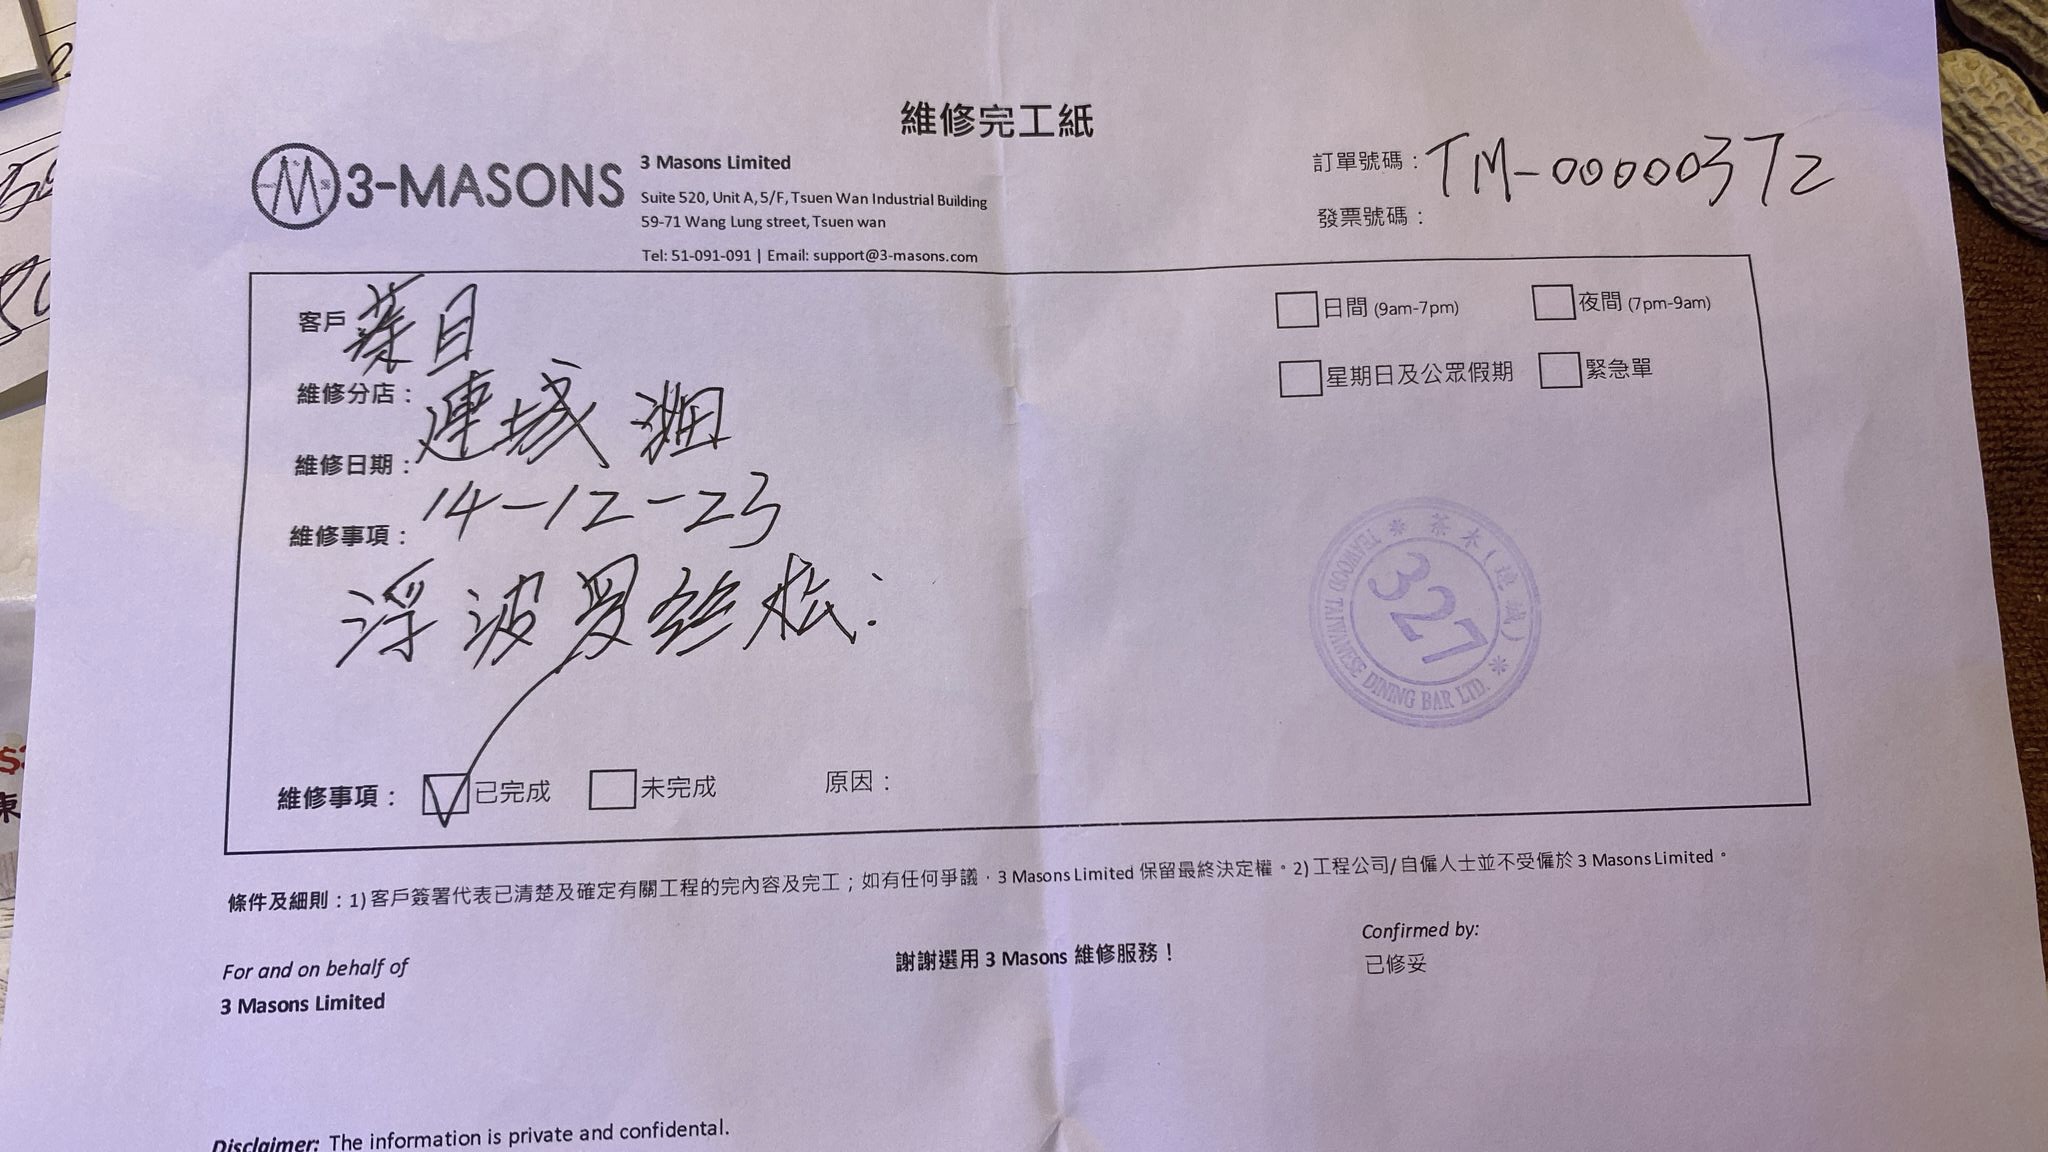 維修完工紙
3-MASONS
3 Masons Limited
Suite 520, Unit A, 5/F, Tsuen Wan Industrial Building
59-71 Wang Lung street, Tsuen wan
Tel: 51-091-091 | Email: support@3-masons.com
訂單號碼：TM-00000372
發票號碼：
客戶
維修分店：連城
維修日期：14-12-23
維修事項：浮波 絲松
日間 (9am-7pm) 夜間 (7pm-9am)
星期日及公眾假期 緊急單
茶木（連城）
327
TEAWOOD TAIWANESE DINING BAR LTD.
維修事項： 已完成 未完成 原因：
條件及細則：1) 客戶簽署代表已清楚及確定有關工程的完內容及完工；如有任何爭議，3 Masons Limited 保留最終決定權。2) 工程公司/ 自僱人士並不受僱於 3 Masons Limited。
For and on behalf of
3 Masons Limited
謝謝選用 3 Masons 維修服務！
Confirmed by:
已修妥
Disclaimer: The information is private and confidental.